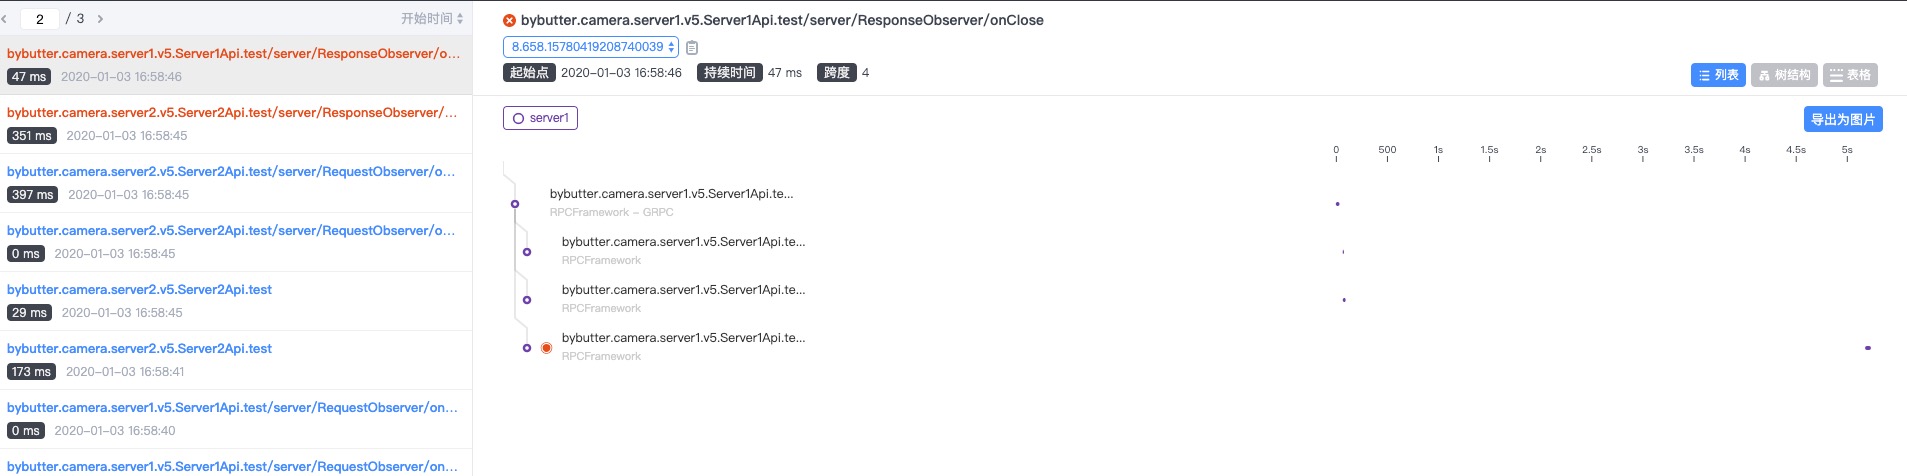 2 / 3 开始时间
bybutter.camera.server1.v5.Server1Api.test/server/ResponseObserver/o...
47 ms 2020-01-03 16:58:46
bybutter.camera.server2.v5.Server2Api.test/server/ResponseObserver/...
351 ms 2020-01-03 16:58:45
bybutter.camera.server2.v5.Server2Api.test/server/RequestObserver/o...
397 ms 2020-01-03 16:58:45
bybutter.camera.server2.v5.Server2Api.test/server/RequestObserver/o...
0 ms 2020-01-03 16:58:45
bybutter.camera.server2.v5.Server2Api.test
29 ms 2020-01-03 16:58:45
bybutter.camera.server2.v5.Server2Api.test
173 ms 2020-01-03 16:58:41
bybutter.camera.server1.v5.Server1Api.test/server/RequestObserver/on...
0 ms 2020-01-03 16:58:40
bybutter.camera.server1.v5.Server1Api.test/server/RequestObserver/on...
bybutter.camera.server1.v5.Server1Api.test/server/ResponseObserver/onClose
8.658.15780419208740039
起始点 2020-01-03 16:58:46 持续时间 47 ms 跨度 4
列表 树结构 表格
server1
导出为图片
0 500 1s 1.5s 2s 2.5s 3s 3.5s 4s 4.5s 5s
bybutter.camera.server1.v5.Server1Api.te...
RPCFramework - GRPC
bybutter.camera.server1.v5.Server1Api.te...
RPCFramework
bybutter.camera.server1.v5.Server1Api.te...
RPCFramework
bybutter.camera.server1.v5.Server1Api.te...
RPCFramework